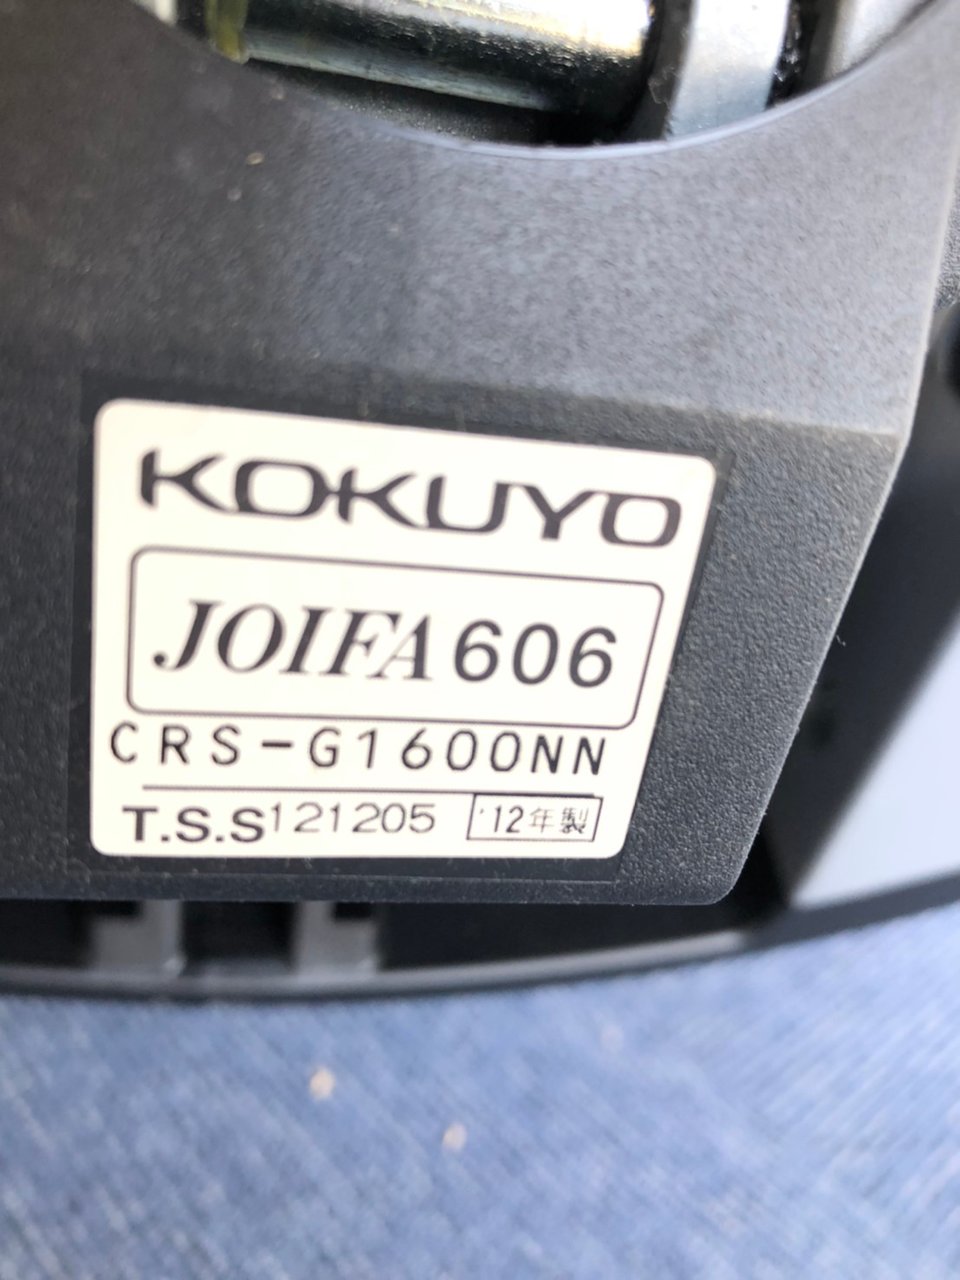 KOKUYO
JOIFA606
CRS-G1600NN
T.S.S121205 '12年製